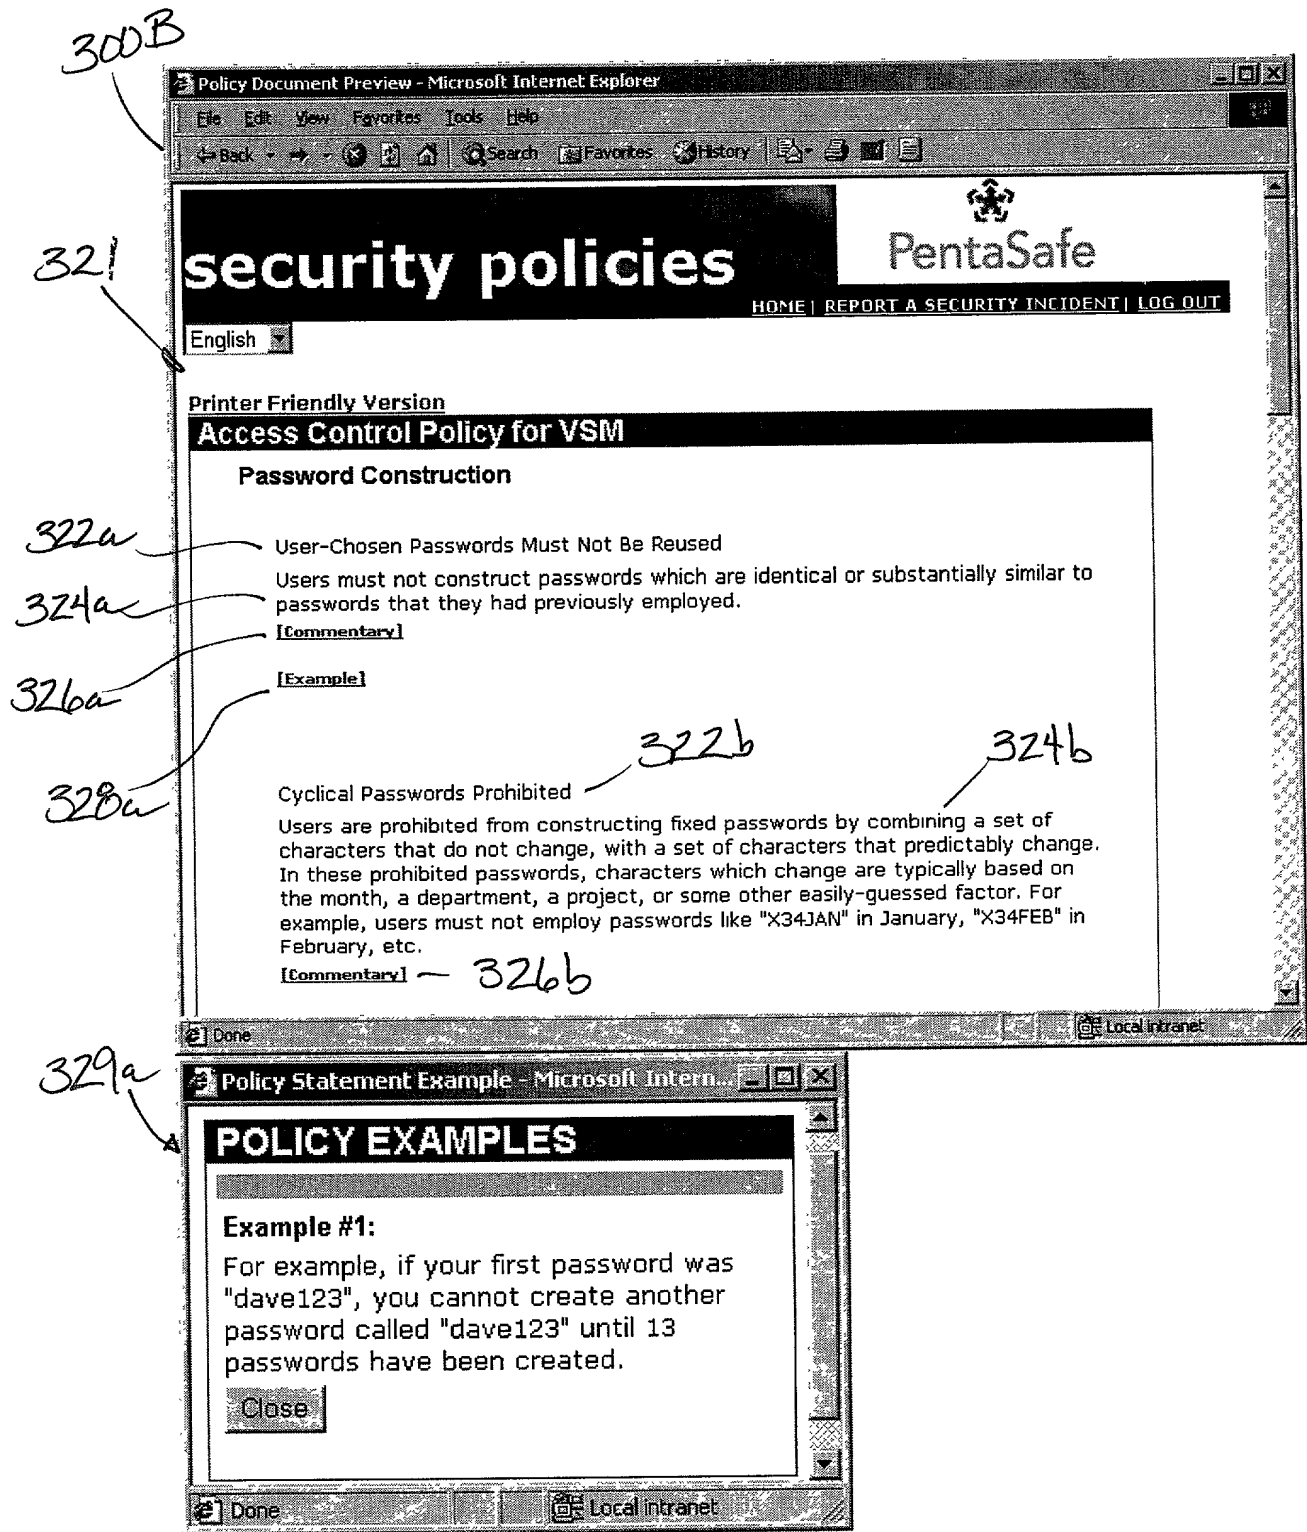 300B
Policy Document Preview - Microsoft Internet Explorer
File Edit View Favorites Tools Help
Back Search Favorites History
321
security policies
PentaSafe
HOME | REPORT A SECURITY INCIDENT | LOG OUT
English
Printer Friendly Version
Access Control Policy for VSM
Password Construction
322a
User-Chosen Passwords Must Not Be Reused
324a
Users must not construct passwords which are identical or substantially similar to
passwords that they had previously employed.
[Commentary]
326a
[Example]
322b
324b
328a
Cyclical Passwords Prohibited
Users are prohibited from constructing fixed passwords by combining a set of
characters that do not change, with a set of characters that predictably change.
In these prohibited passwords, characters which change are typically based on
the month, a department, a project, or some other easily-guessed factor. For
example, users must not employ passwords like "X34JAN" in January, "X34FEB" in
February, etc.
[Commentary] 326b
Done Local intranet
329a
Policy Statement Example - Microsoft Intern...
POLICY EXAMPLES
Example #1:
For example, if your first password was
"dave123", you cannot create another
password called "dave123" until 13
passwords have been created.
Close
Done Local intranet